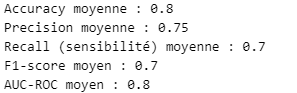 Accuracy moyenne : 0.8
Precision moyenne : 0.75
Recall (sensibilité) moyenne : 0.7
F1-score moyen : 0.7
AUC-ROC moyen : 0.8